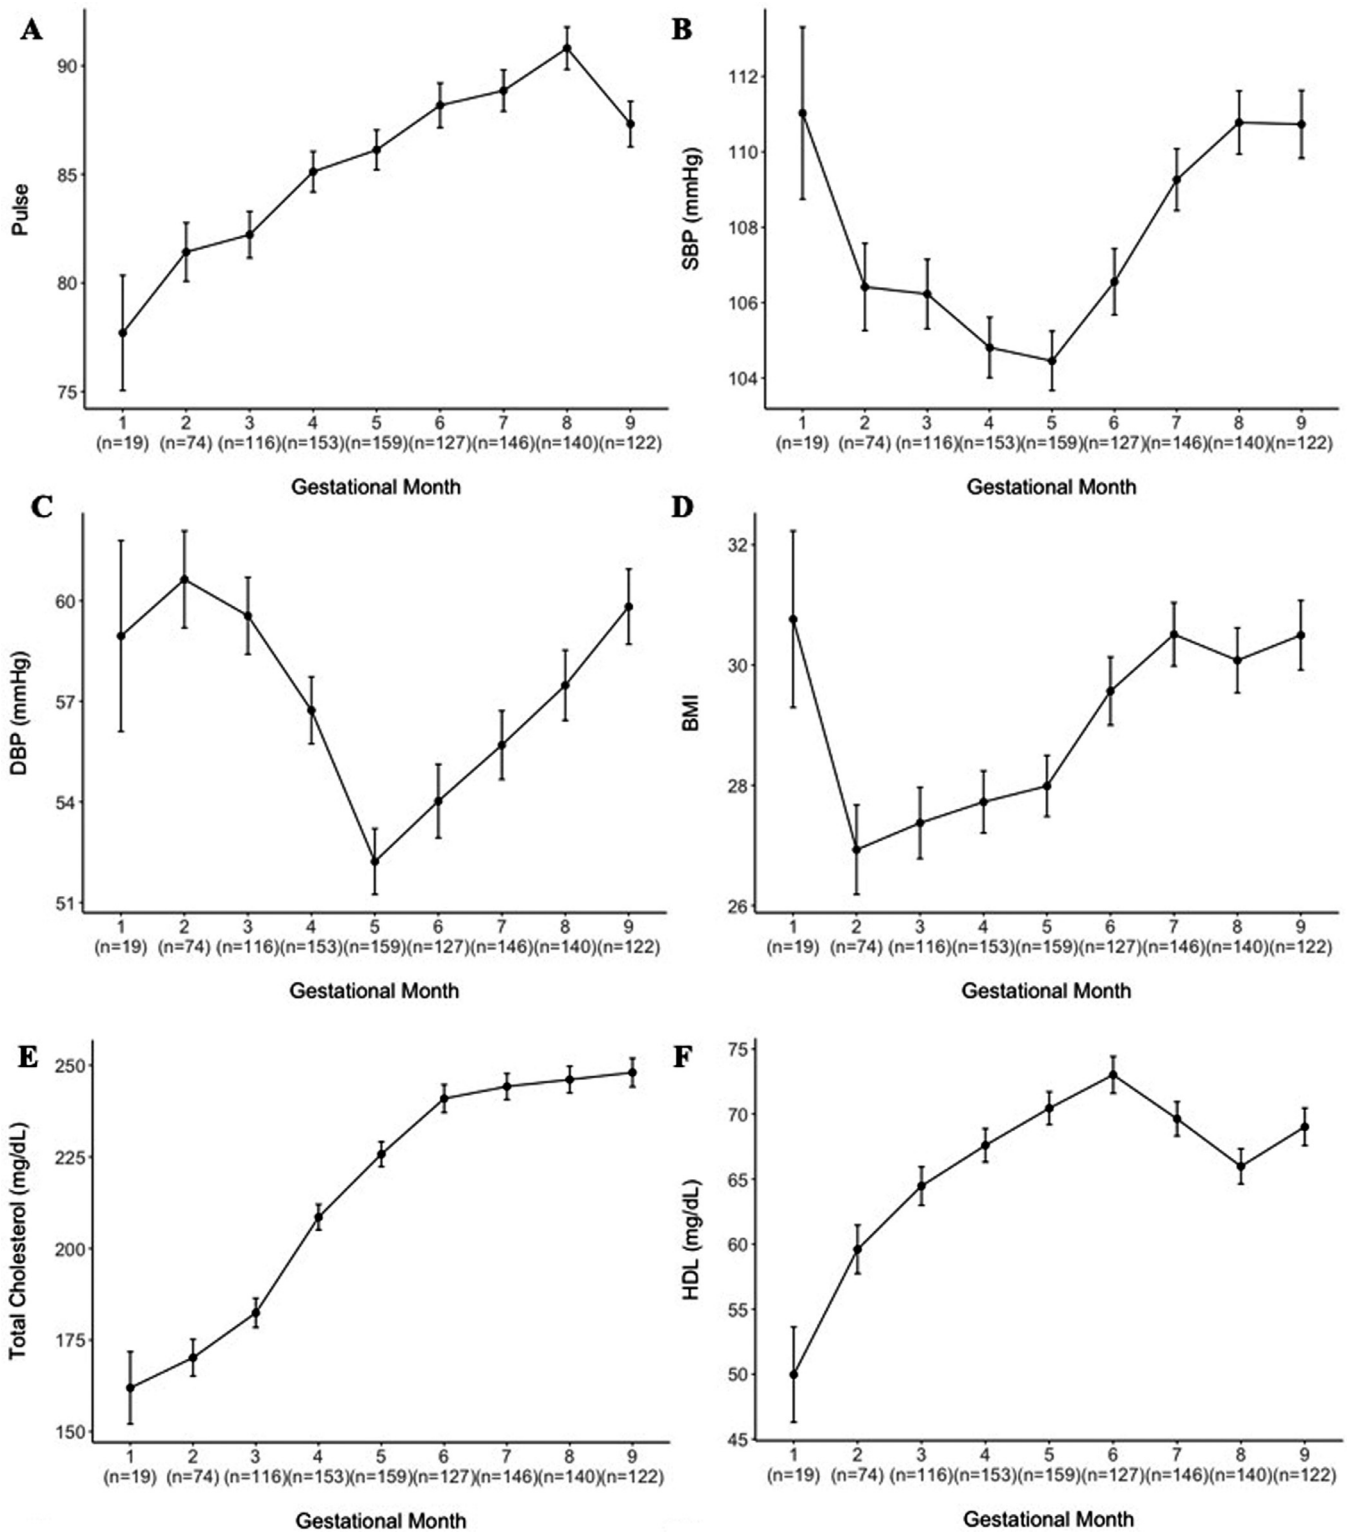 A
Pulse
90
85
80
75
1 2 3 4 5 6 7 8 9
(n=19) (n=74) (n=116)(n=153)(n=159)(n=127)(n=146)(n=140)(n=122)
Gestational Month
B
SBP (mmHg)
112
110
108
106
104
1 2 3 4 5 6 7 8 9
(n=19) (n=74) (n=116)(n=153)(n=159)(n=127)(n=146)(n=140)(n=122)
Gestational Month
C
DBP (mmHg)
60
57
54
51
1 2 3 4 5 6 7 8 9
(n=19) (n=74) (n=116)(n=153)(n=159)(n=127)(n=146)(n=140)(n=122)
Gestational Month
D
BMI
32
30
28
26
1 2 3 4 5 6 7 8 9
(n=19) (n=74) (n=116)(n=153)(n=159)(n=127)(n=146)(n=140)(n=122)
Gestational Month
E
Total Cholesterol (mg/dL)
250
225
200
175
150
1 2 3 4 5 6 7 8 9
(n=19) (n=74) (n=116)(n=153)(n=159)(n=127)(n=146)(n=140)(n=122)
Gestational Month
F
HDL (mg/dL)
75
70
65
60
55
50
45
1 2 3 4 5 6 7 8 9
(n=19) (n=74) (n=116)(n=153)(n=159)(n=127)(n=146)(n=140)(n=122)
Gestational Month